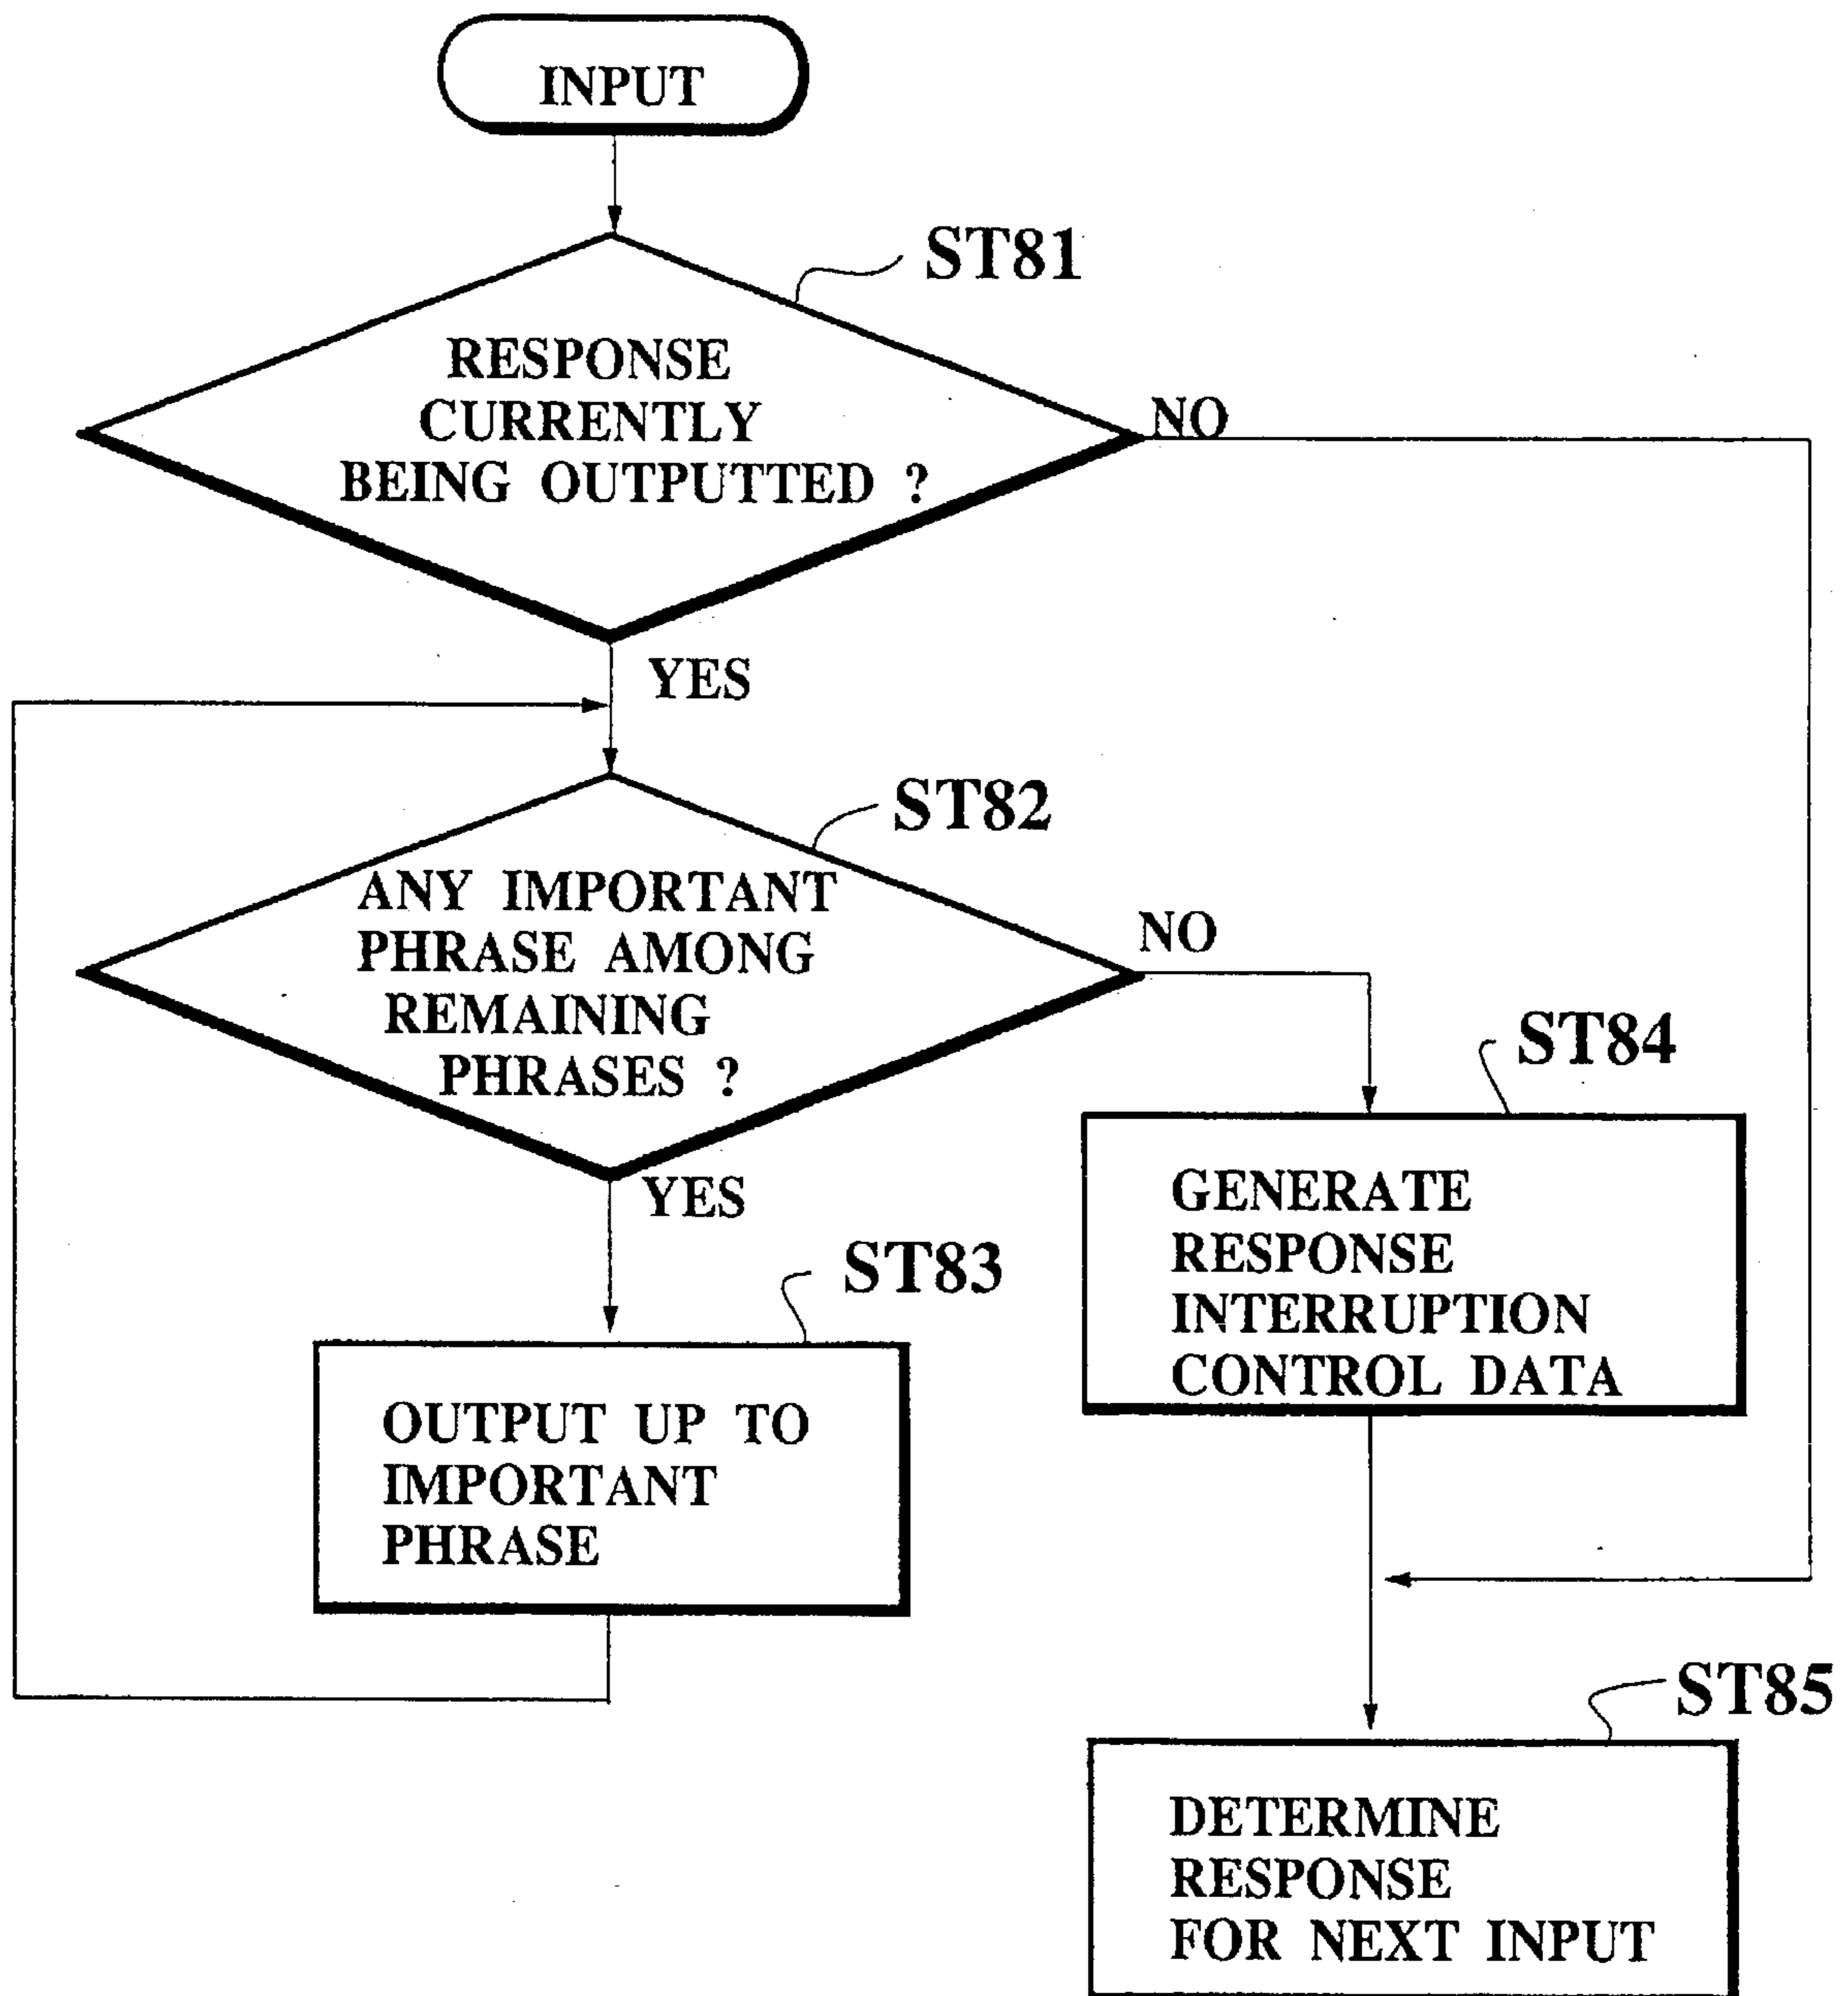 INPUT
ST81
RESPONSE
CURRENTLY
BEING OUTPUTTED ?
NO
YES
ST82
ANY IMPORTANT
PHRASE AMONG
REMAINING
PHRASES ?
NO
YES
ST84
GENERATE
RESPONSE
INTERRUPTION
CONTROL DATA
ST83
OUTPUT UP TO
IMPORTANT
PHRASE
ST85
DETERMINE
RESPONSE
FOR NEXT INPUT